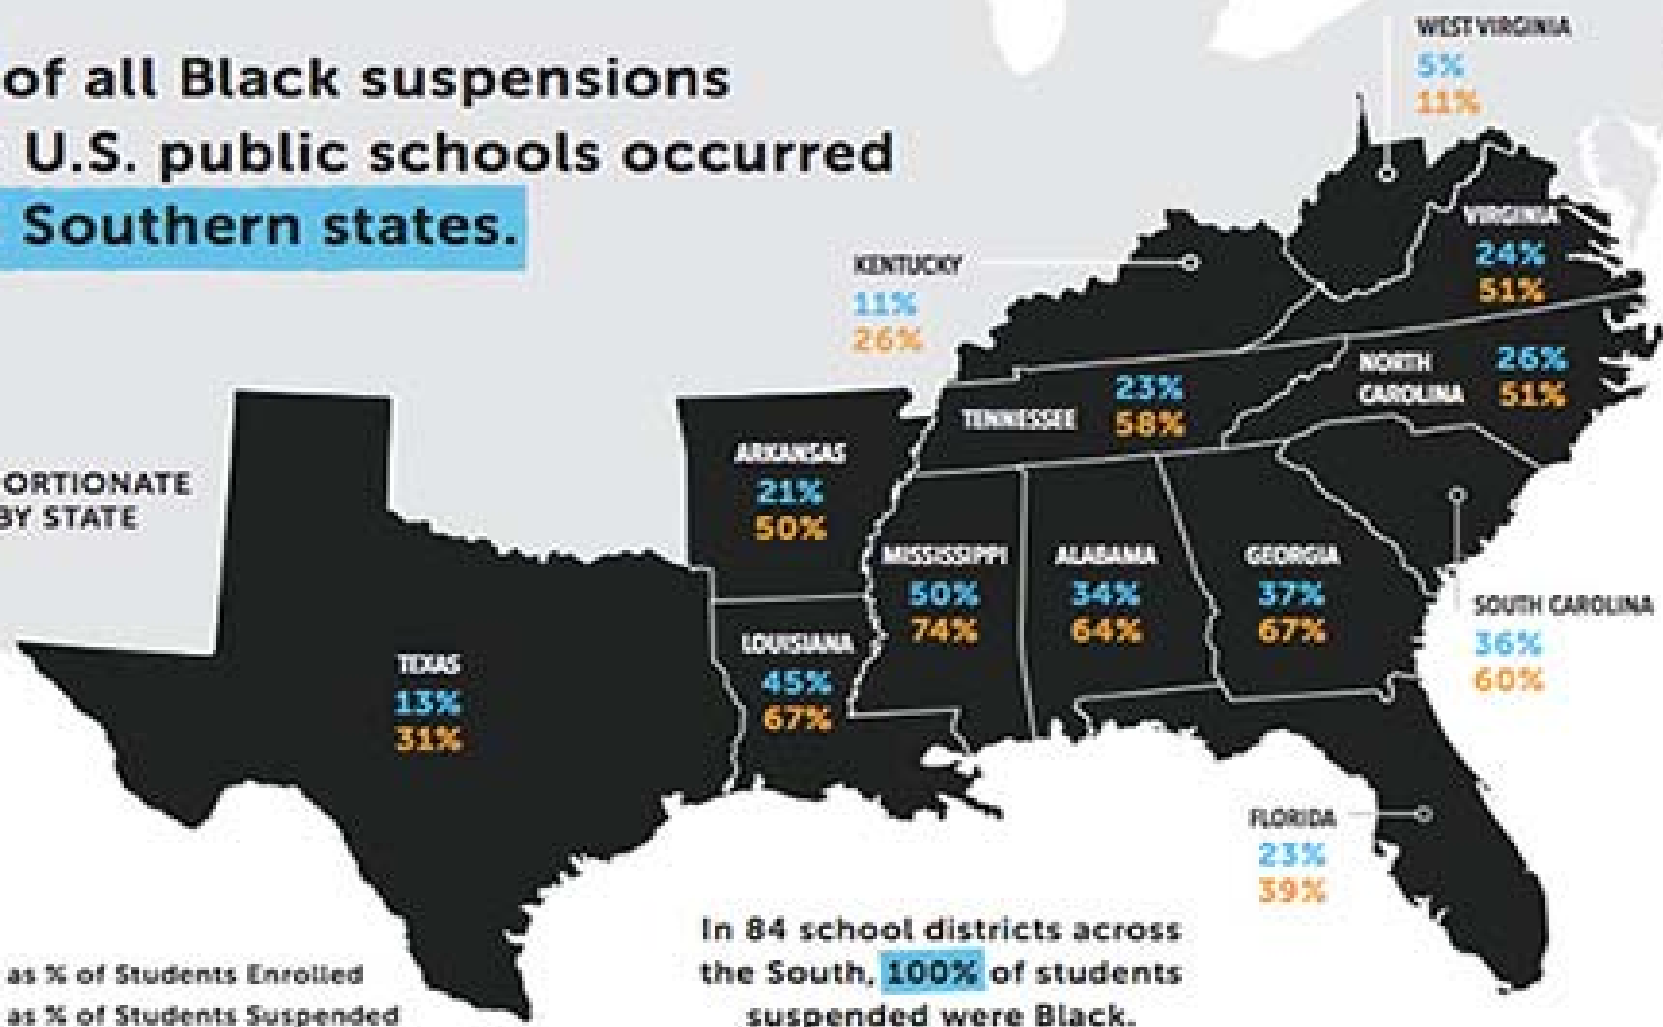 of all Black suspensions
U.S. public schools occurred
Southern states.
ORTIONATE
BY STATE
WEST VIRGINIA
5%
11%
VIRGINIA
24%
51%
KENTUCKY
11%
26%
NORTH
CAROLINA
26%
51%
TENNESSEE
23%
58%
ARKANSAS
21%
50%
MISSISSIPPI
50%
74%
ALABAMA
34%
64%
GEORGIA
37%
67%
SOUTH CAROLINA
36%
60%
LOUISIANA
45%
67%
TEXAS
13%
31%
FLORIDA
23%
39%
In 84 school districts across
the South, 100% of students
suspended were Black.
as % of Students Enrolled
as % of Students Suspended